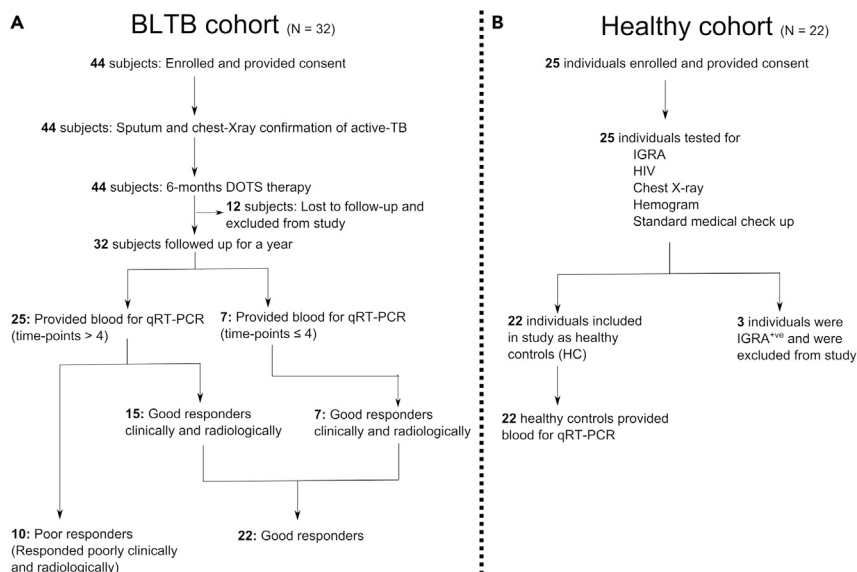 A
BLTB cohort (N = 32)
44 subjects: Enrolled and provided consent
44 subjects: Sputum and chest-Xray confirmation of active-TB
44 subjects: 6-months DOTS therapy
12 subjects: Lost to follow-up and
excluded from study
32 subjects followed up for a year
25: Provided blood for qRT-PCR
(time-points > 4)
7: Provided blood for qRT-PCR
(time-points ≤ 4)
15: Good responders
clinically and radiologically
7: Good responders
clinically and radiologically
10: Poor responders
(Responded poorly clinically
and radiologically)
22: Good responders
B
Healthy cohort (N = 22)
25 individuals enrolled and provided consent
25 individuals tested for
IGRA
HIV
Chest X-ray
Hemogram
Standard medical check up
22 individuals included
in study as healthy
controls (HC)
3 individuals were
IGRA+ve and were
excluded from study
22 healthy controls provided
blood for qRT-PCR